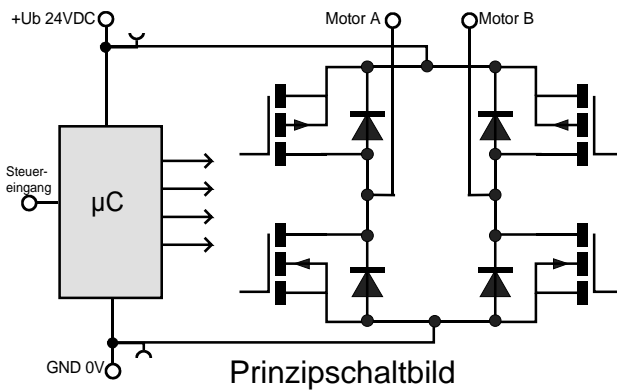 +Ub 24VDC
Motor A
Motor B
Steuer-
eingang
µC
GND 0V
Prinzipschaltbild